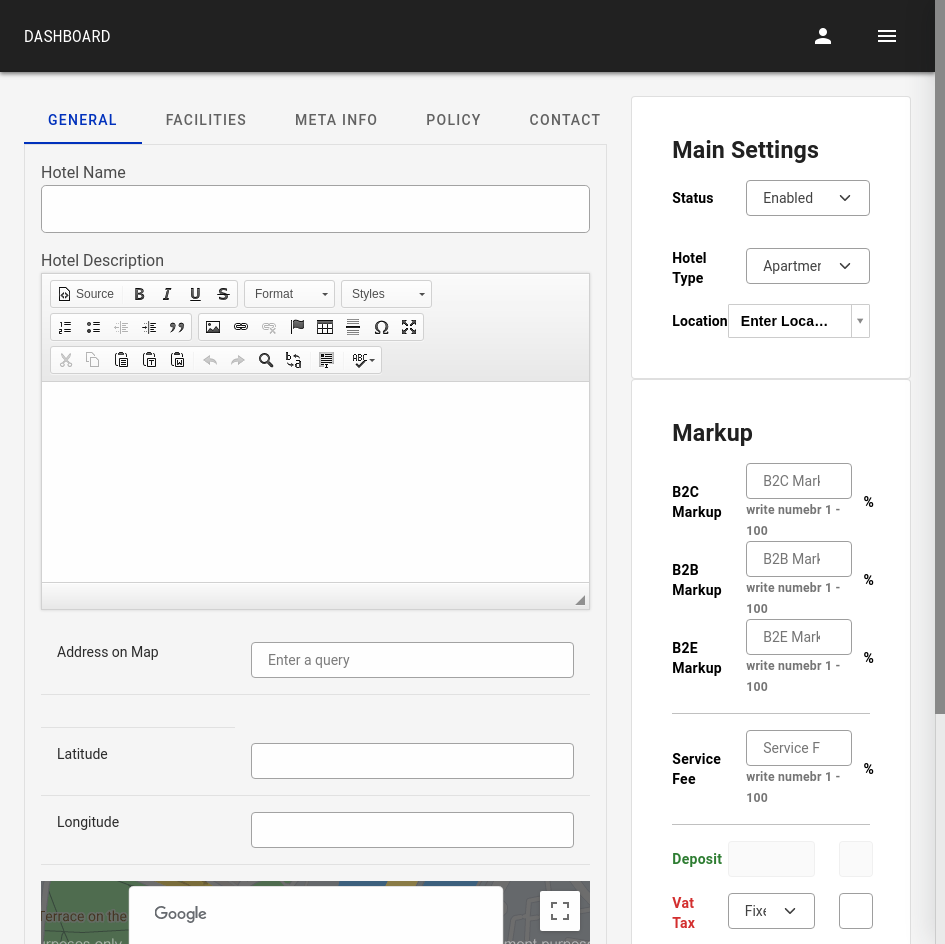 DASHBOARD
GENERAL
FACILITIES
META INFO
POLICY
CONTACT
Hotel Name
Hotel Description
Source
B
I
U
S
Format
Styles
ABC
Address on Map
Enter a query
Latitude
Longitude
Terrace on the
Google
urposes only
ment purpose
Main Settings
Status
Enabled
Hotel
Type
Apartmer
Location
Enter Loca...
Markup
B2C
Markup
B2C Mark
write numebr 1 -
100
%
B2B
Markup
B2B Mark
write numebr 1 -
100
%
B2E
Markup
B2E Mark
write numebr 1 -
100
%
Service
Fee
Service F
write numebr 1 -
100
%
Deposit
Vat
Tax
Fixe